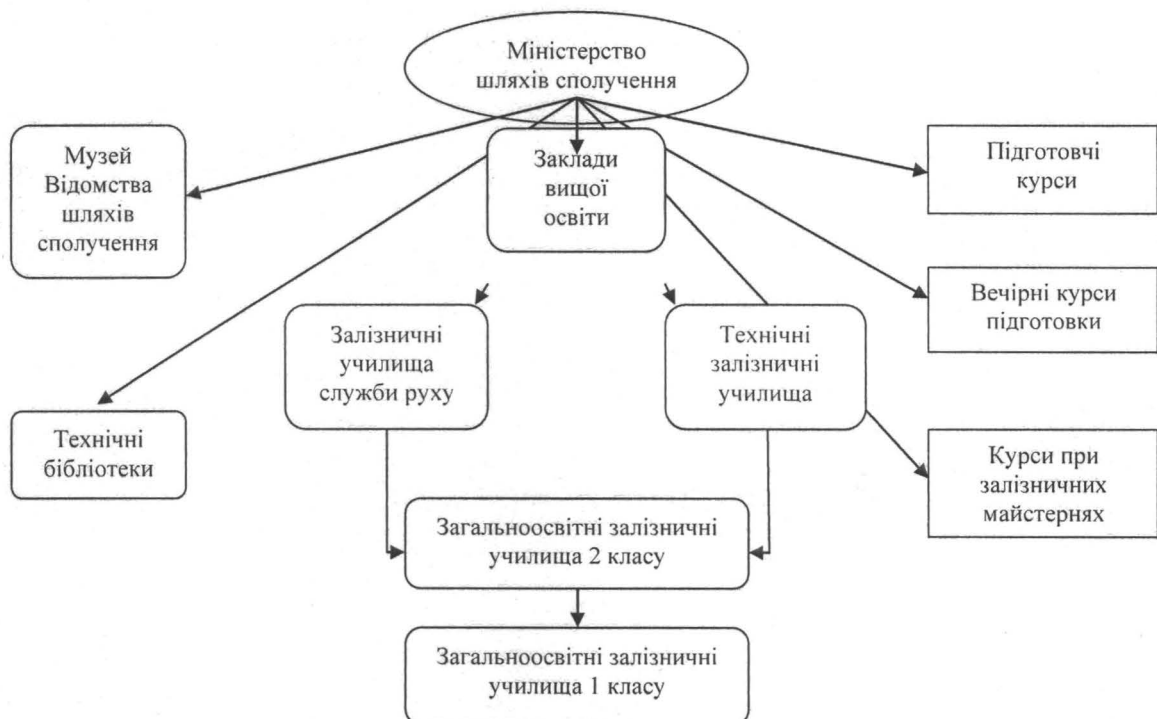 Міністерство
шляхів сполучення
Музей
Відомства
шляхів
сполучення
Заклади
вищої
освіти
Підготовчі
курси
Вечірні курси
підготовки
Залізничні
училища
служби руху
Технічні
залізничні
училища
Технічні
бібліотеки
Курси при
залізничних
майстернях
Загальноосвітні залізничні
училища 2 класу
Загальноосвітні залізничні
училища 1 класу